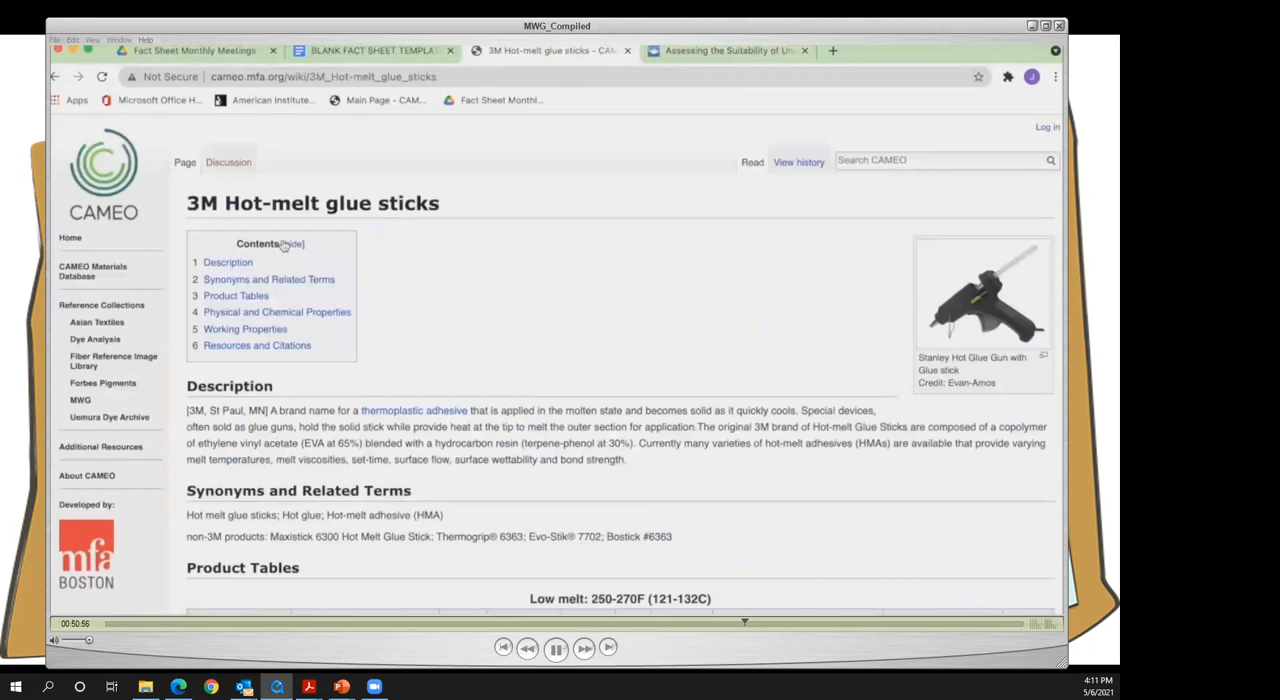 MWG_Compiled
File Edit View Window Help
Fact Sheet Monthly Meetings
BLANK FACT SHEET TEMPLA
3M Hot-melt glue sticks - CAM
Assessing the Suitability of Un
Not Secure cameo.mfa.org/wiki/3M_Hot-melt_glue_sticks
J
Apps Microsoft Office H... American Institute... Main Page - CAM... Fact Sheet Monthl...
Log in
CAMEO
Page Discussion
Read View history Search CAMEO
3M Hot-melt glue sticks
Contents
1 Description
2 Synonyms and Related Terms
3 Product Tables
4 Physical and Chemical Properties
5 Working Properties
6 Resources and Citations
Home
CAMEO Materials
Database
Reference Collections
Asian Textiles
Dye Analysis
Fiber Reference Image
Library
Forbes Pigments
MWG
Uemura Dye Archive
Additional Resources
About CAMEO
Developed by:
mfa
BOSTON
Stanley Hot Glue Gun with
Glue stick
Credit: Evan-Amos
Description
[3M, St Paul, MN] A brand name for a thermoplastic adhesive that is applied in the molten state and becomes solid as it quickly cools. Special devices,
often sold as glue guns, hold the solid stick while provide heat at the tip to melt the outer section for application.The original 3M brand of Hot-melt Glue Sticks are composed of a copolymer
of ethylene vinyl acetate (EVA at 65%) blended with a hydrocarbon resin (terpene-phenol at 30%). Currently many varieties of hot-melt adhesives (HMAs) are available that provide varying
melt temperatures, melt viscosities, set-time, surface flow, surface wettability and bond strength.
Synonyms and Related Terms
Hot melt glue sticks; Hot glue; Hot-melt adhesive (HMA)
non-3M products: Maxistick 6300 Hot Melt Glue Stick; Thermogrip® 6363; Evo-Stik® 7702; Bostick #6363
Product Tables
Low melt: 250-270F (121-132C)
00:50:56
4:11 PM
5/6/2021